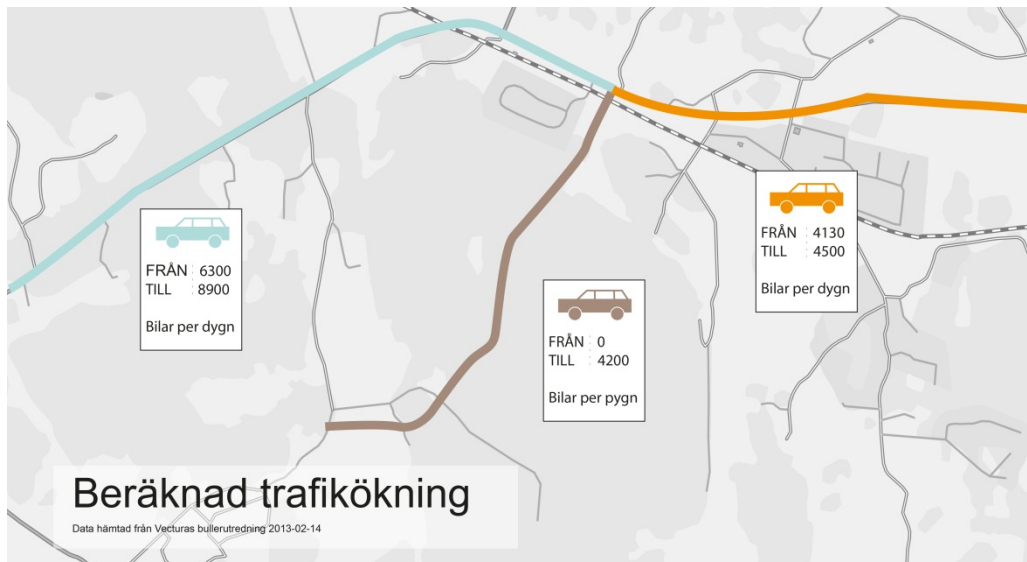 FRÅN : 6300
TILL : 8900
Bilar per dygn
FRÅN : 0
TILL : 4200
Bilar per pygn
FRÅN : 4130
TILL : 4500
Bilar per dygn
Beräknad trafikökning
Data hämtad från Vecturas bullerutredning 2013-02-14